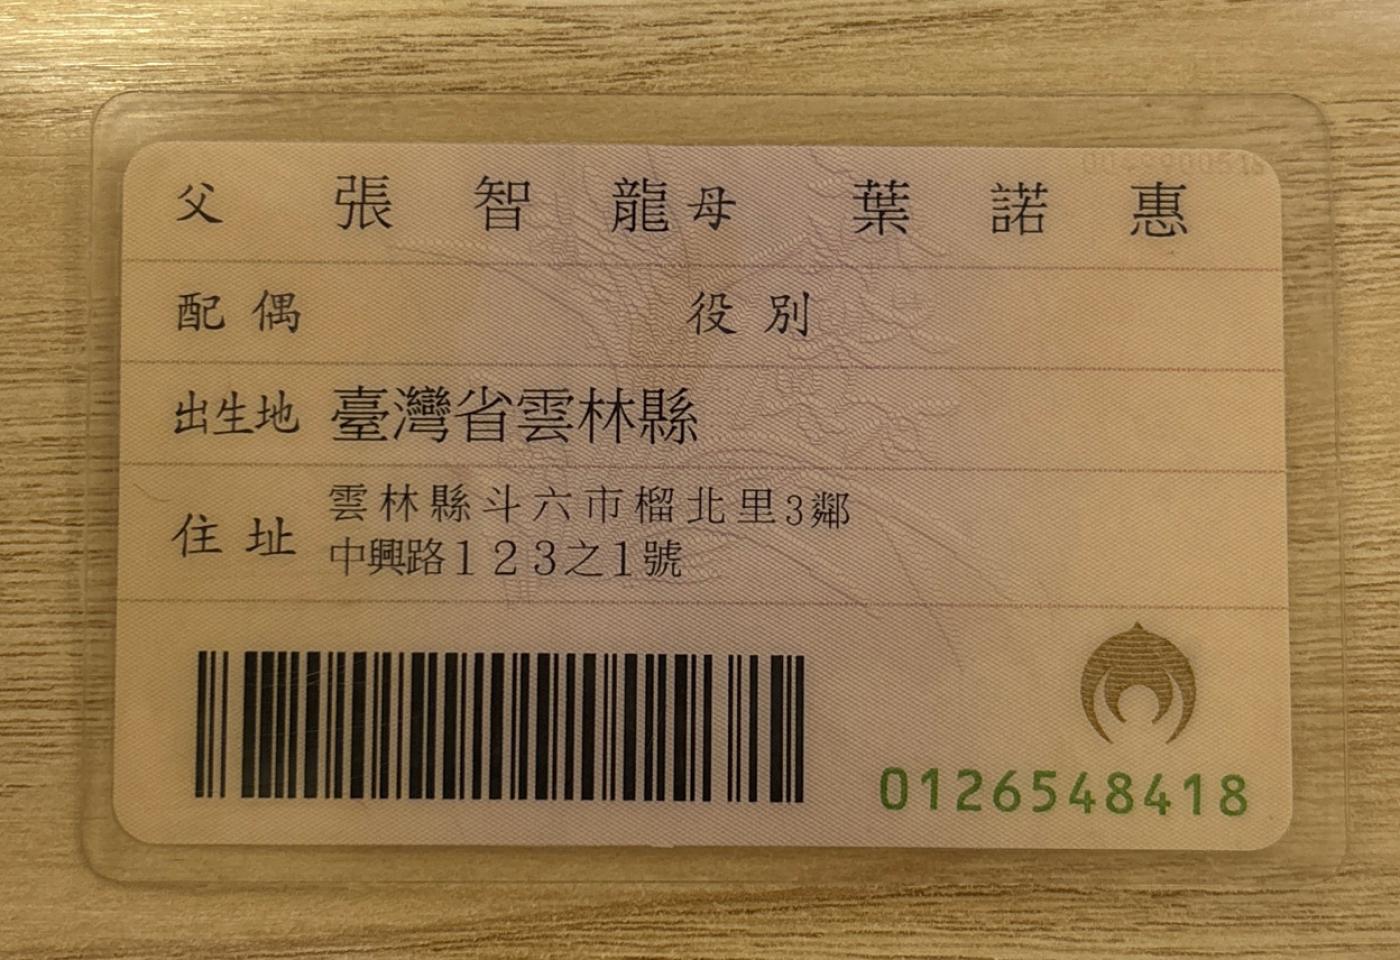 父 張智龍 母 葉諾惠
配偶 役別
出生地 臺灣省雲林縣
住址 雲林縣斗六市榴北里3鄰
中興路123之1號
0126548418